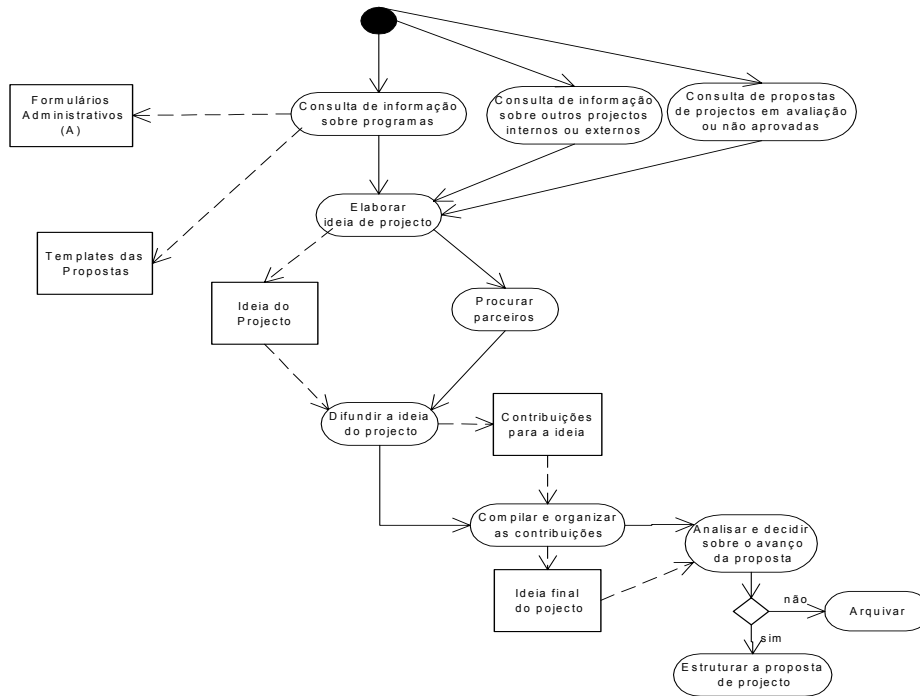 Formulários
Administrativos
(A)
Consulta de informação
sobre programas
Consulta de informação
sobre outros projectos
internos ou externos
Consulta de propostas
de projectos em avaliação
ou não aprovadas
Elaborar
ideia de projecto
Templates das
Propostas
Ideia do
Projecto
Procurar
parceiros
Difundir a ideia
do projecto
Contribuições
para a ideia
Compilar e organizar
as contribuições
Analisar e decidir
sobre o avanço
da proposta
Ideia final
do pojecto
não
Arquivar
sim
Estruturar a proposta
de projecto